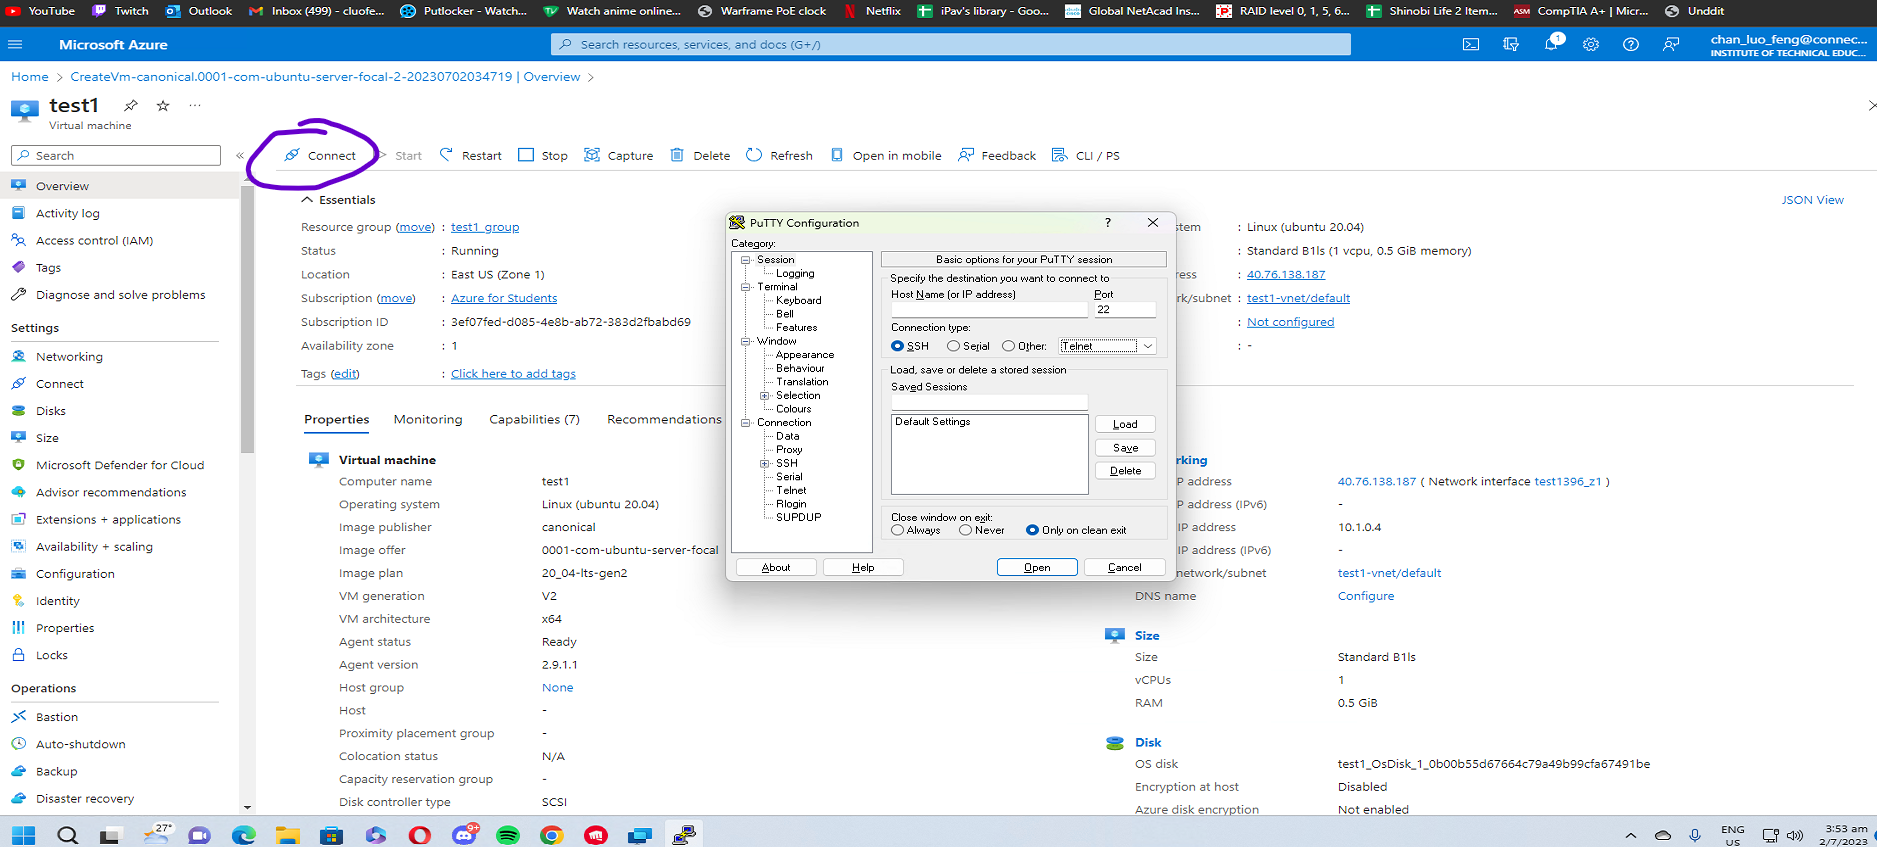 YouTube Twitch Outlook Inbox (499) - cluofe... Putlocker - Watch... Watch anime online... Warframe PoE clock Netflix iPav's library - Goo... Global NetAcad Ins... RAID level 0, 1, 5, 6... Shinobi Life 2 Item... ASM CompTIA A+ | Micr... Unddit
Microsoft Azure
Search resources, services, and docs (G+/)
1
chan_luo_feng@connec...
INSTITUTE OF TECHNICAL EDUC...
Home > CreateVm-canonical.0001-com-ubuntu-server-focal-2-20230702034719 | Overview >
test1 ...
Virtual machine
Search «
Connect Start Restart Stop Capture Delete Refresh Open in mobile Feedback CLI / PS
Overview
Activity log
Access control (IAM)
Tags
Diagnose and solve problems
Settings
Networking
Connect
Disks
Size
Microsoft Defender for Cloud
Advisor recommendations
Extensions + applications
Availability + scaling
Configuration
Identity
Properties
Locks
Operations
Bastion
Auto-shutdown
Backup
Disaster recovery
Essentials
JSON View
Resource group (move) : test1_group
Status : Running
Location : East US (Zone 1)
Subscription (move) : Azure for Students
Subscription ID : 3ef07fed-d085-4e8b-ab72-383d2fbabd69
Availability zone : 1
Tags (edit) : Click here to add tags
stem : Linux (ubuntu 20.04)
: Standard B1ls (1 vcpu, 0.5 GiB memory)
ress : 40.76.138.187
rk/subnet : test1-vnet/default
: Not configured
: -
Properties Monitoring Capabilities (7) Recommendations
Virtual machine
Computer name test1
Operating system Linux (ubuntu 20.04)
Image publisher canonical
Image offer 0001-com-ubuntu-server-focal
Image plan 20_04-lts-gen2
VM generation V2
VM architecture x64
Agent status Ready
Agent version 2.9.1.1
Host group None
Host -
Proximity placement group -
Colocation status N/A
Capacity reservation group -
Disk controller type SCSI
PuTTY Configuration ?
Category:
Session
Logging
Terminal
Keyboard
Bell
Features
Window
Appearance
Behaviour
Translation
Selection
Colours
Connection
Data
Proxy
SSH
Serial
Telnet
Rlogin
SUPDUP
Basic options for your PuTTY session
Specify the destination you want to connect to
Host Name (or IP address) Port
22
Connection type:
SSH Serial Other: Telnet
Load, save or delete a stored session
Saved Sessions
Default Settings
Load
Save
Delete
Close window on exit:
Always Never Only on clean exit
About Help Open Cancel
rking
P address 40.76.138.187 ( Network interface test1396_z1 )
P address (IPv6) -
IP address 10.1.0.4
IP address (IPv6) -
network/subnet test1-vnet/default
DNS name Configure
Size
Size Standard B1ls
vCPUs 1
RAM 0.5 GiB
Disk
OS disk test1_OsDisk_1_0b00b55d67664c79a49b99cfa67491be
Encryption at host Disabled
Azure disk encryption Not enabled
27° 9+
ENG
US
3:53 am
2/7/2023